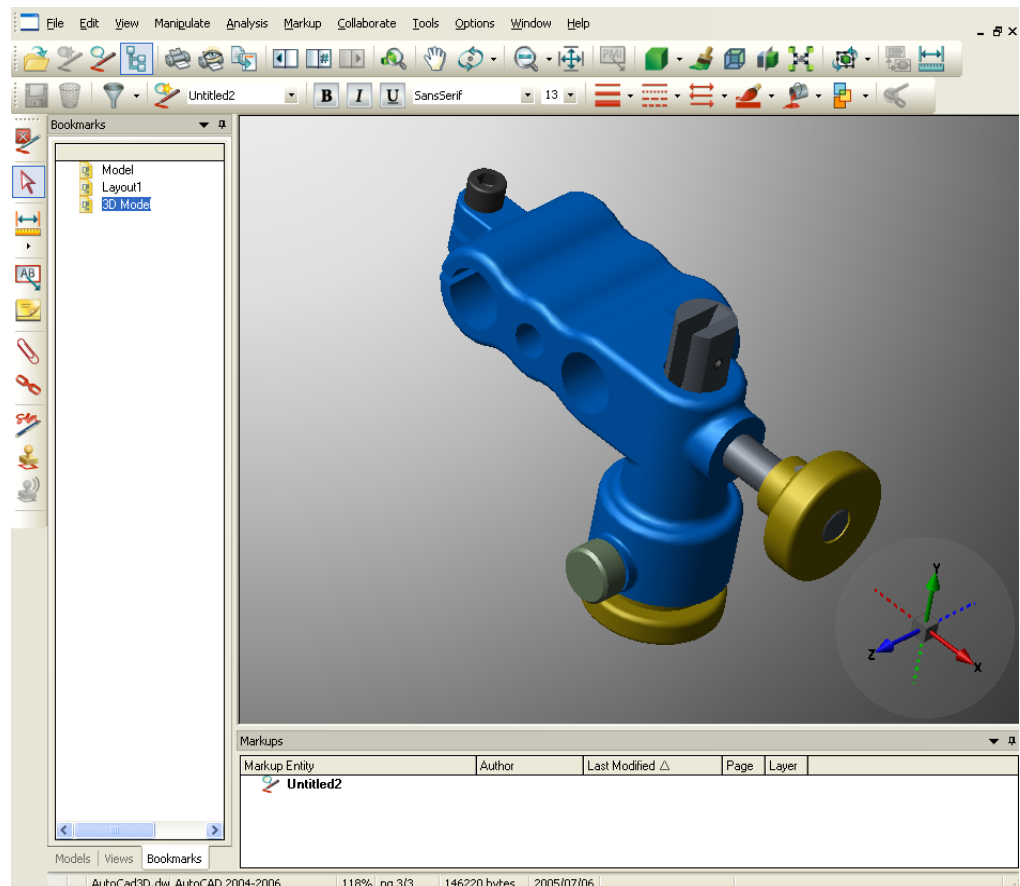 File Edit View Manipulate Analysis Markup Collaborate Tools Options Window Help
PMI
Untitled2 B I U SansSerif 13
Bookmarks
Model
Layout1
3D Model
AB
Y
Z
X
Markups
Markup Entity Author Last Modified Page Layer
Untitled2
Models Views Bookmarks
AutoCad3D.dw AutoCAD 2004-2006 118% pg 3/3 146220 bytes 2005/07/06